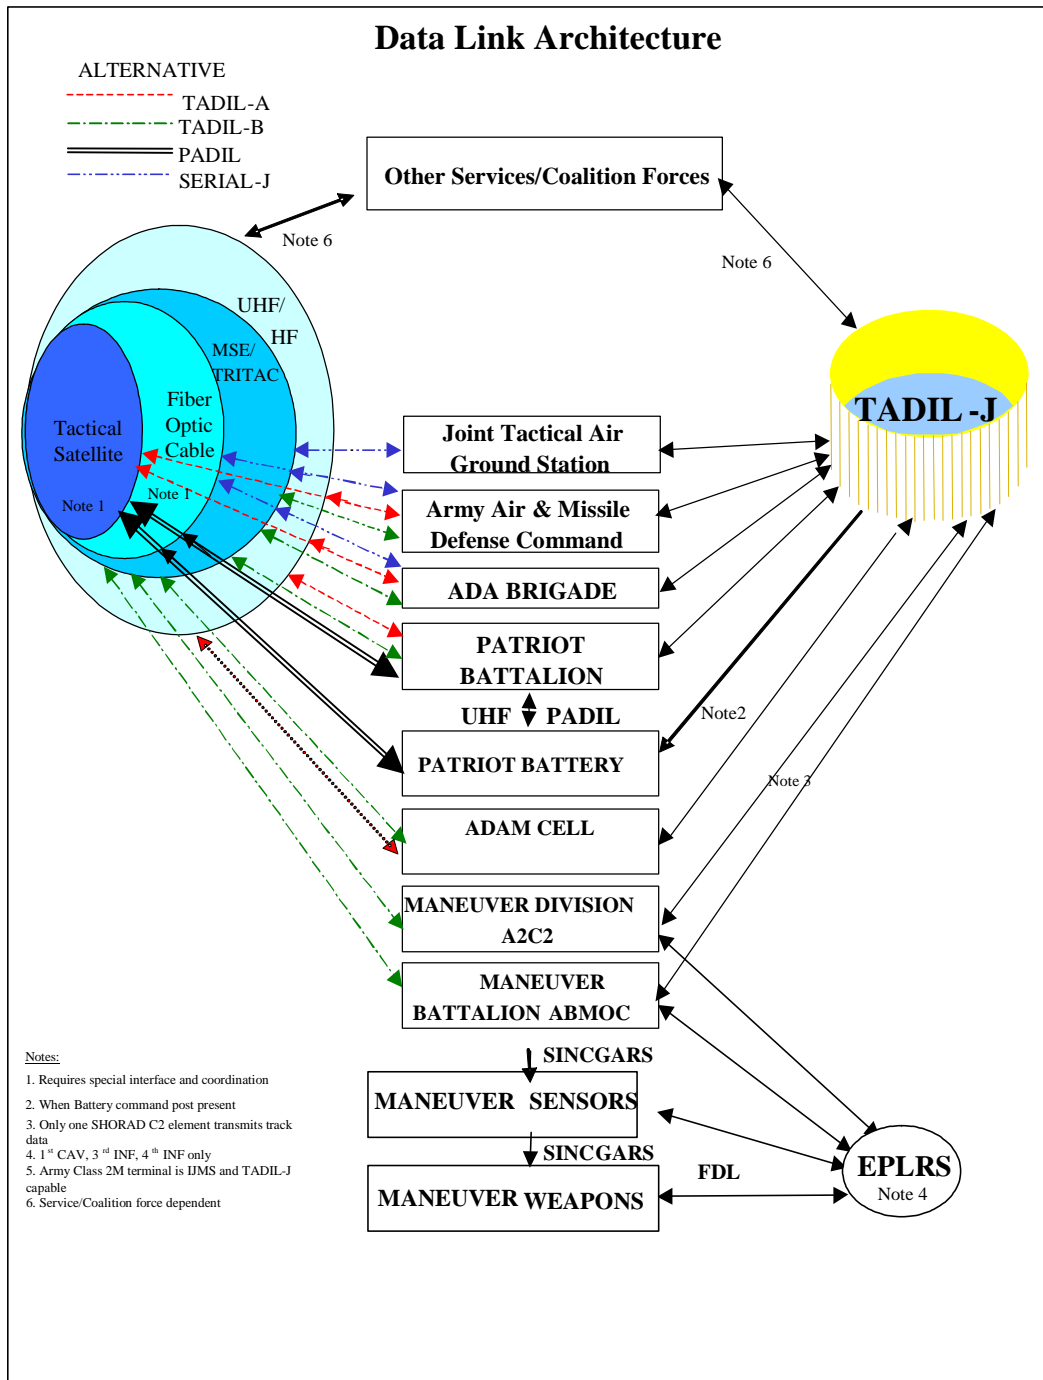 Data Link Architecture
ALTERNATIVE
TADIL-A
TADIL-B
PADIL
SERIAL-J
Other Services/Coalition Forces
Note 6
Note 6
UHF/
HF
MSE/
TRITAC
Fiber
Optic
Cable
Tactical
Satellite
Note 1
Note 1
TADIL-J
Joint Tactical Air
Ground Station
Army Air & Missile
Defense Command
ADA BRIGADE
PATRIOT
BATTALION
UHF PADIL
Note2
PATRIOT BATTERY
Note 3
ADAM CELL
MANEUVER DIVISION
A2C2
MANEUVER
BATTALION ABMOC
SINCGARS
MANEUVER SENSORS
SINCGARS
MANEUVER WEAPONS
FDL
EPLRS
Note 4
Notes:
1. Requires special interface and coordination
2. When Battery command post present
3. Only one SHORAD C2 element transmits track
data
4. 1st CAV, 3rd INF, 4th INF only
5. Army Class 2M terminal is IJMS and TADIL-J
capable
6. Service/Coalition force dependent